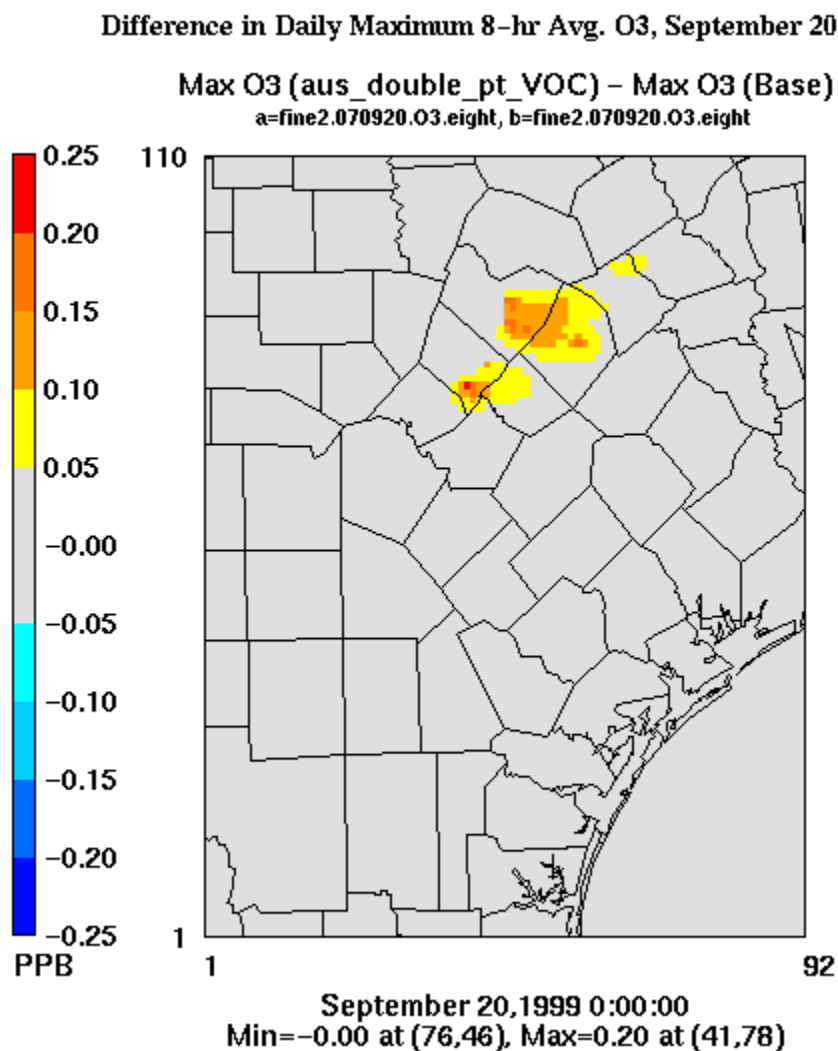 Difference in Daily Maximum 8-hr Avg. O3, September 20
Max O3 (aus_double_pt_VOC) – Max O3 (Base)
a=fine2.070920.O3.eight, b=fine2.070920.O3.eight
0.25
0.20
0.15
0.10
0.05
−0.00
−0.05
−0.10
−0.15
−0.20
−0.25
PPB
110
1
1
92
September 20,1999 0:00:00
Min=−0.00 at (76,46), Max=0.20 at (41,78)